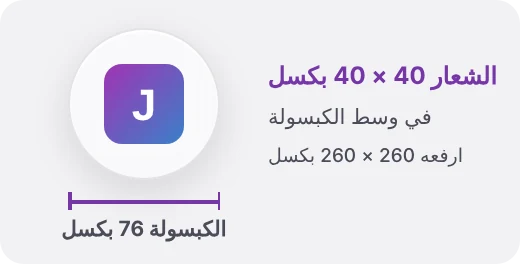 J
الشعار 40 × 40 بكسل
في وسط الكبسولة
ارفعه 260 × 260 بكسل
الكبسولة 76 بكسل